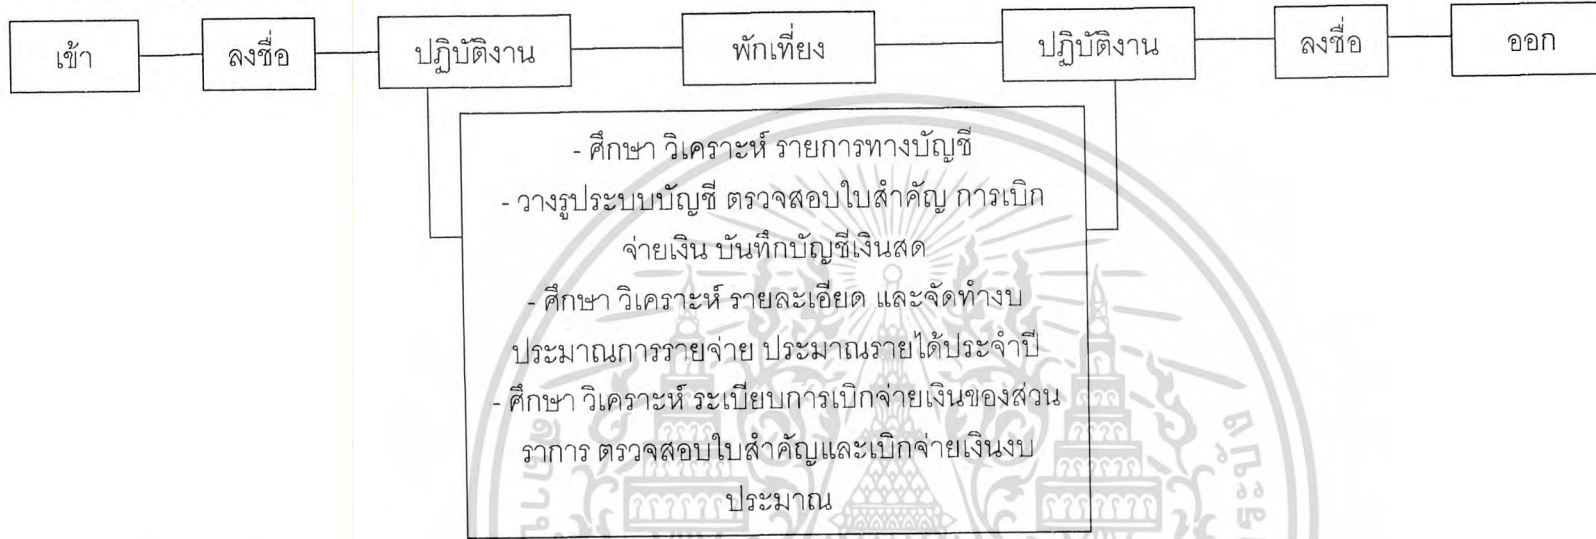 เข้า ลงชื่อ ปฏิบัติงาน พักเที่ยง ปฏิบัติงาน ลงชื่อ ออก
- ศึกษา วิเคราะห์ รายการทางบัญชี
- วางรูประบบบัญชี ตรวจสอบใบสำคัญ การเบิก
จ่ายเงิน บันทึกบัญชีเงินสด
- ศึกษา วิเคราะห์ รายละเอียด และจัดทำงบ
ประมาณการรายจ่าย ประมาณรายได้ประจำปี
- ศึกษา วิเคราะห์ ระเบียบการเบิกจ่ายเงินของส่วน
ราการ ตรวจสอบใบสำคัญและเบิกจ่ายเงินงบ
ประมาณ